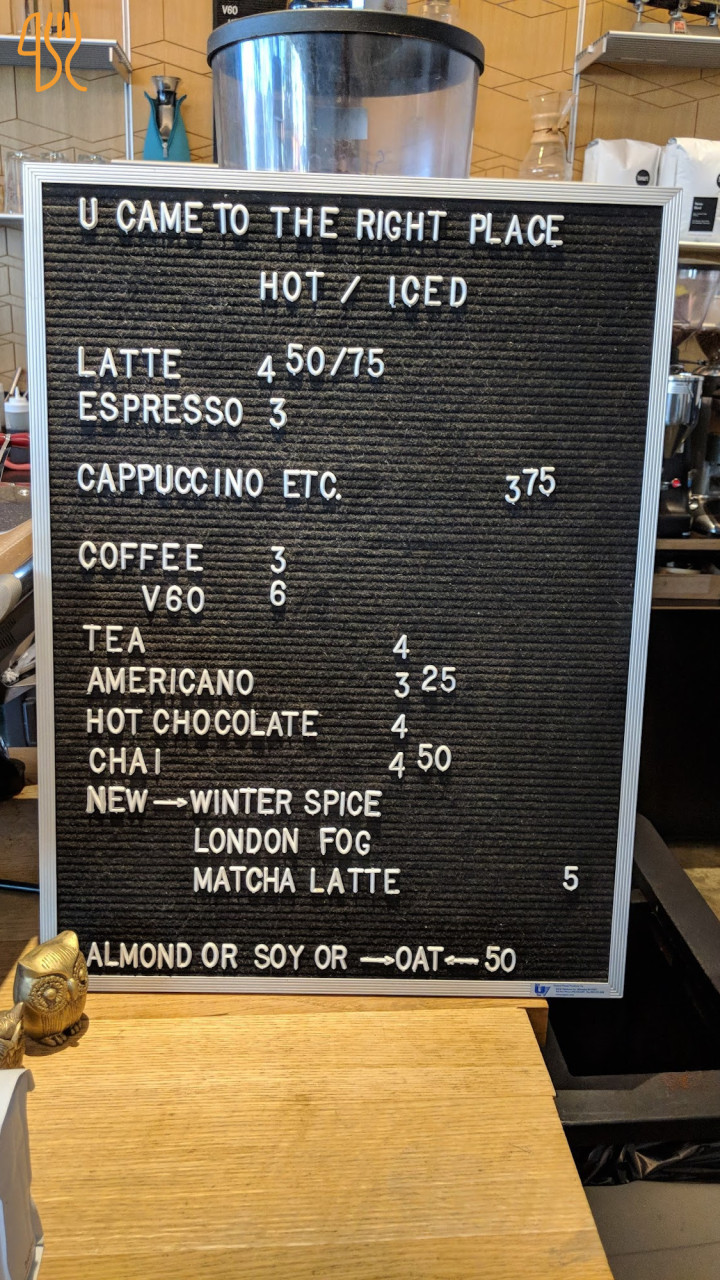 V60
U CAME TO THE RIGHT PLACE
HOT / ICED
LATTE 4 50/75
ESPRESSO 3
CAPPUCCINO ETC. 3 75
COFFEE 3
V60 6
TEA 4
AMERICANO 3 25
HOT CHOCOLATE 4
CHAI 4 50
NEW → WINTER SPICE
LONDON FOG
MATCHA LATTE 5
ALMOND OR SOY OR → OAT ← 50